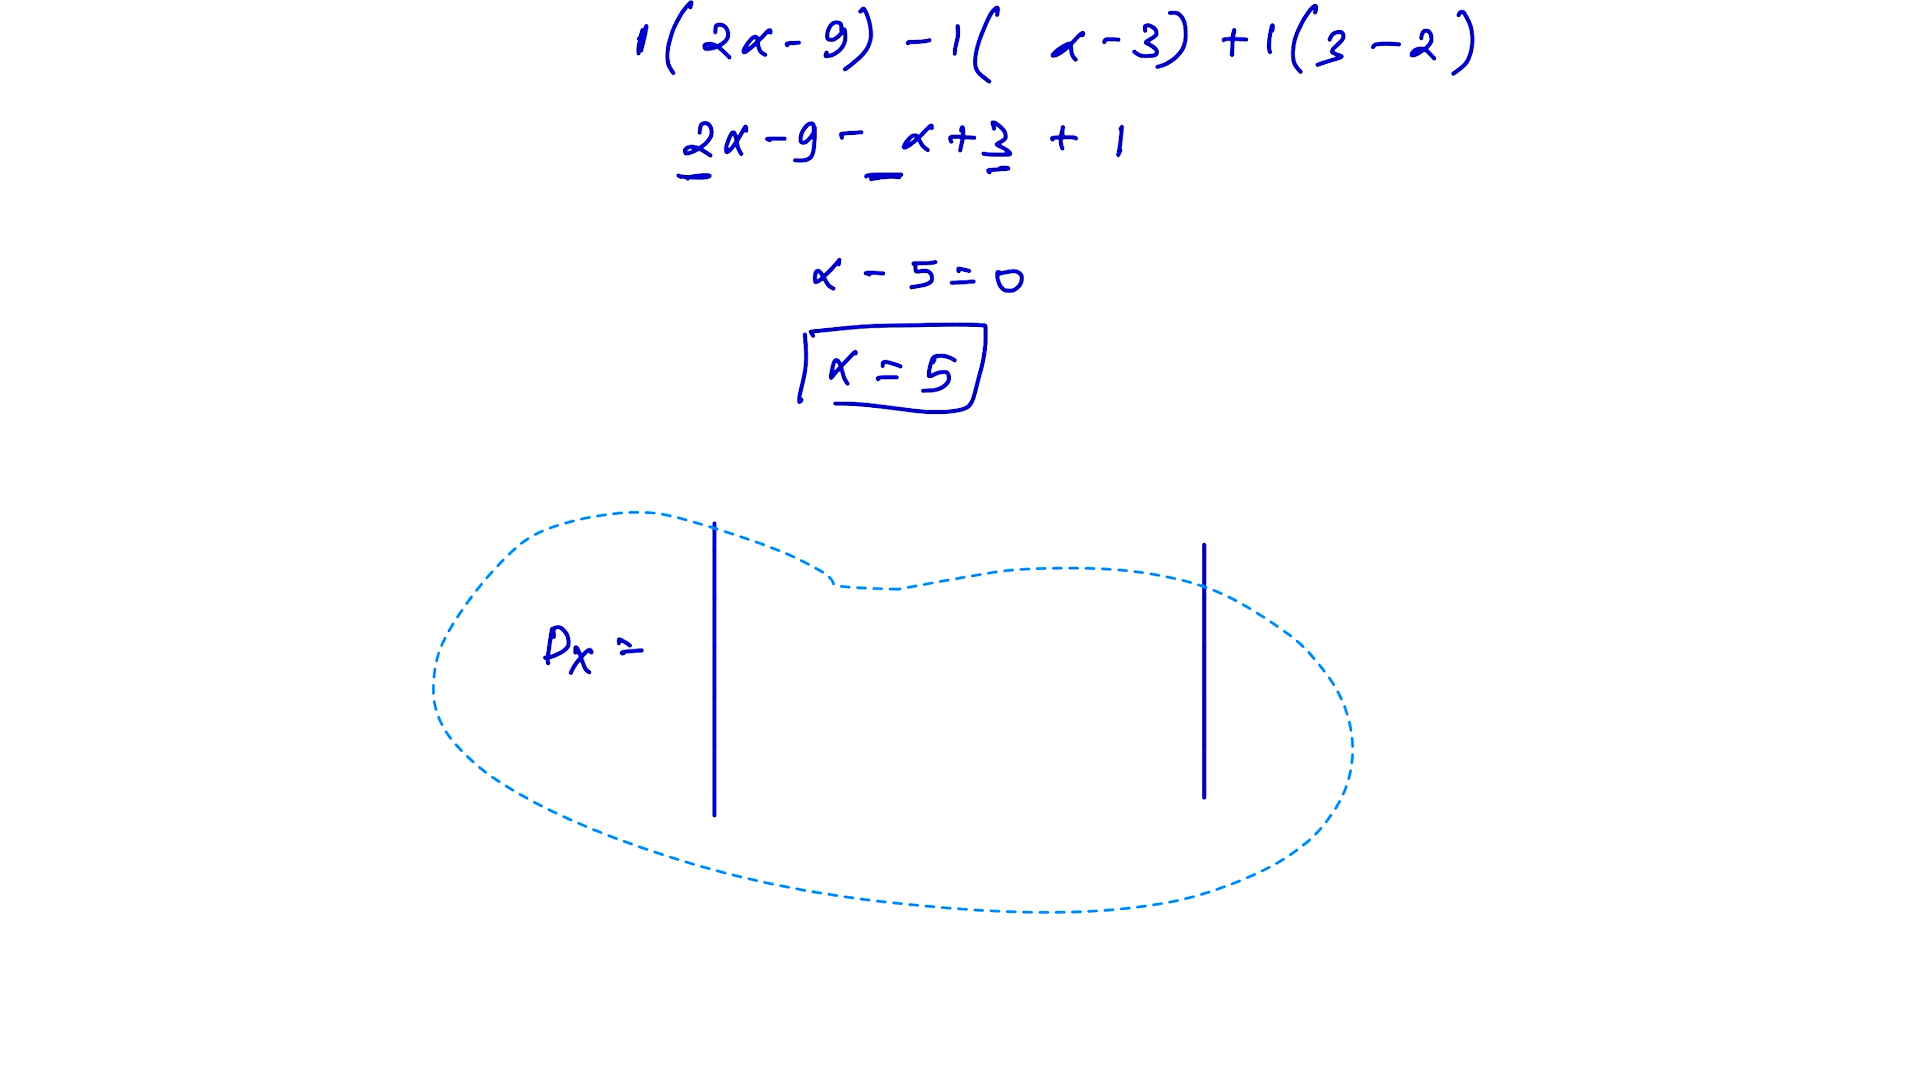 1(2α-9) -1( α-3) +1(3-2)
2α-9- α+3 + 1
α - 5 = 0
α = 5
Dx =